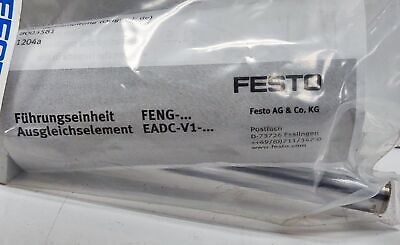 1204a
FESTO
Führungseinheit FENG-...
Ausgleichselement EADC-V1-...
Festo AG & Co. KG
Postfach
D-73726 Esslingen
www.festo.com